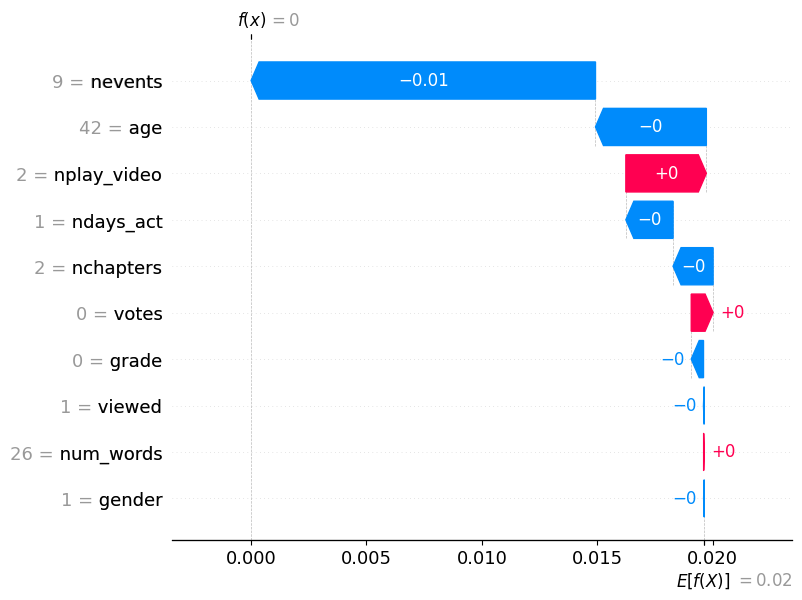 f(x) = 0
9 = nevents
−0.01
42 = age
−0
2 = nplay_video
+0
1 = ndays_act
−0
2 = nchapters
−0
0 = votes
+0
0 = grade
−0
1 = viewed
−0
26 = num_words
+0
1 = gender
−0
0.000 0.005 0.010 0.015 0.020
E[f(X)] = 0.02